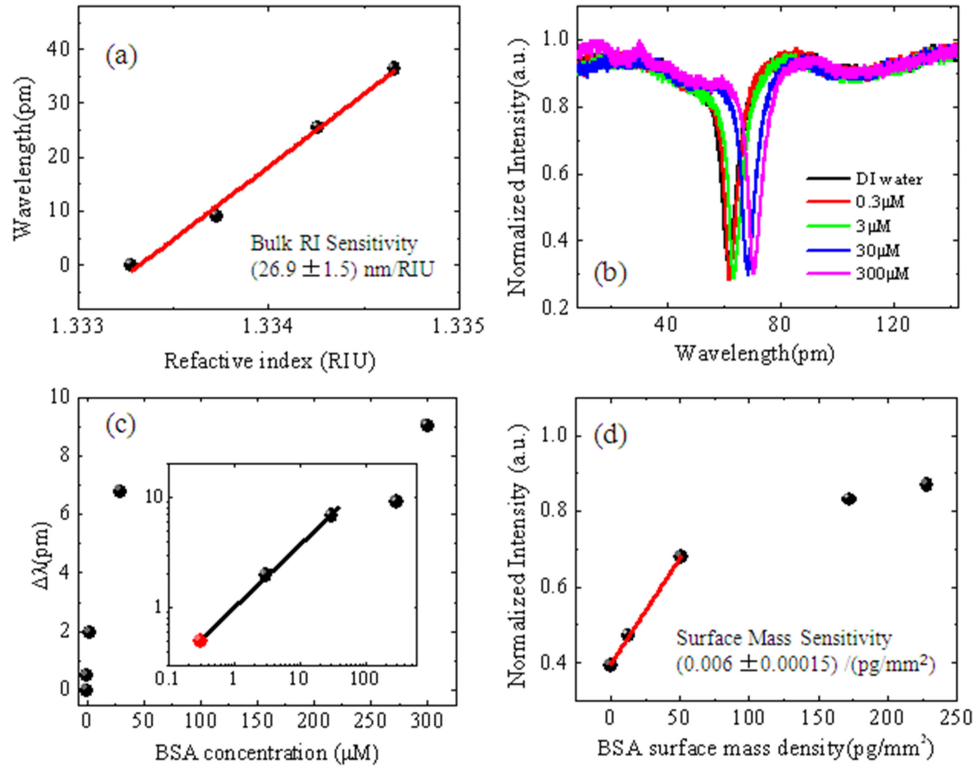 (a)
Wavelength(pm)
40
30
20
10
0
Bulk RI Sensitivity
(26.9 ±1.5) nm/RIU
1.333
1.334
1.335
Refactive index (RIU)
(b)
Normalized Intensity(a.u.)
1.0
0.8
0.6
0.4
0.2
DI water
0.3μM
3μM
30μM
300μM
40
80
120
Wavelength(pm)
(c)
Δλ(pm)
10
8
6
4
2
0
10
1
0.1
1
10
100
0
50
100
150
200
250
300
BSA concentration (μM)
(d)
Normalized Intensity (a.u.)
1.0
0.8
0.6
0.4
Surface Mass Sensitivity
(0.006 ±0.00015) /(pg/mm²)
0
50
100
150
200
250
BSA surface mass density(pg/mm²)